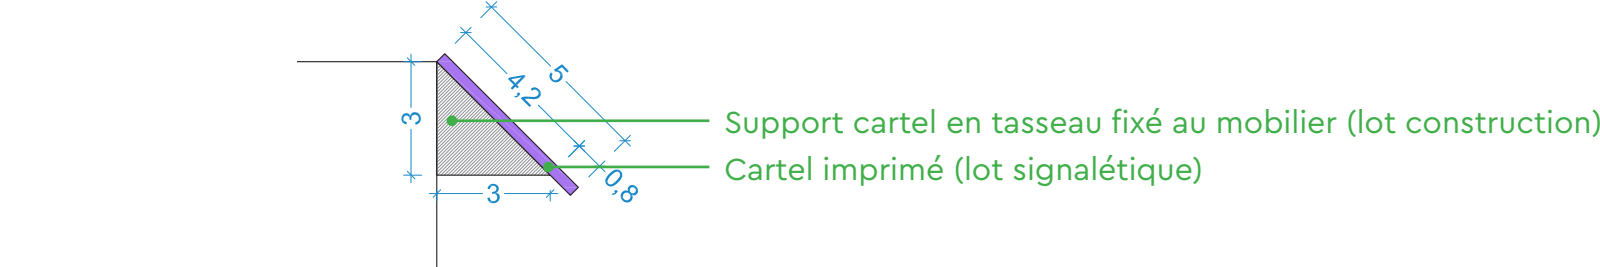 5
4,2
3
Support cartel en tasseau fixé au mobilier (lot construction)
Cartel imprimé (lot signalétique)
0,8
3